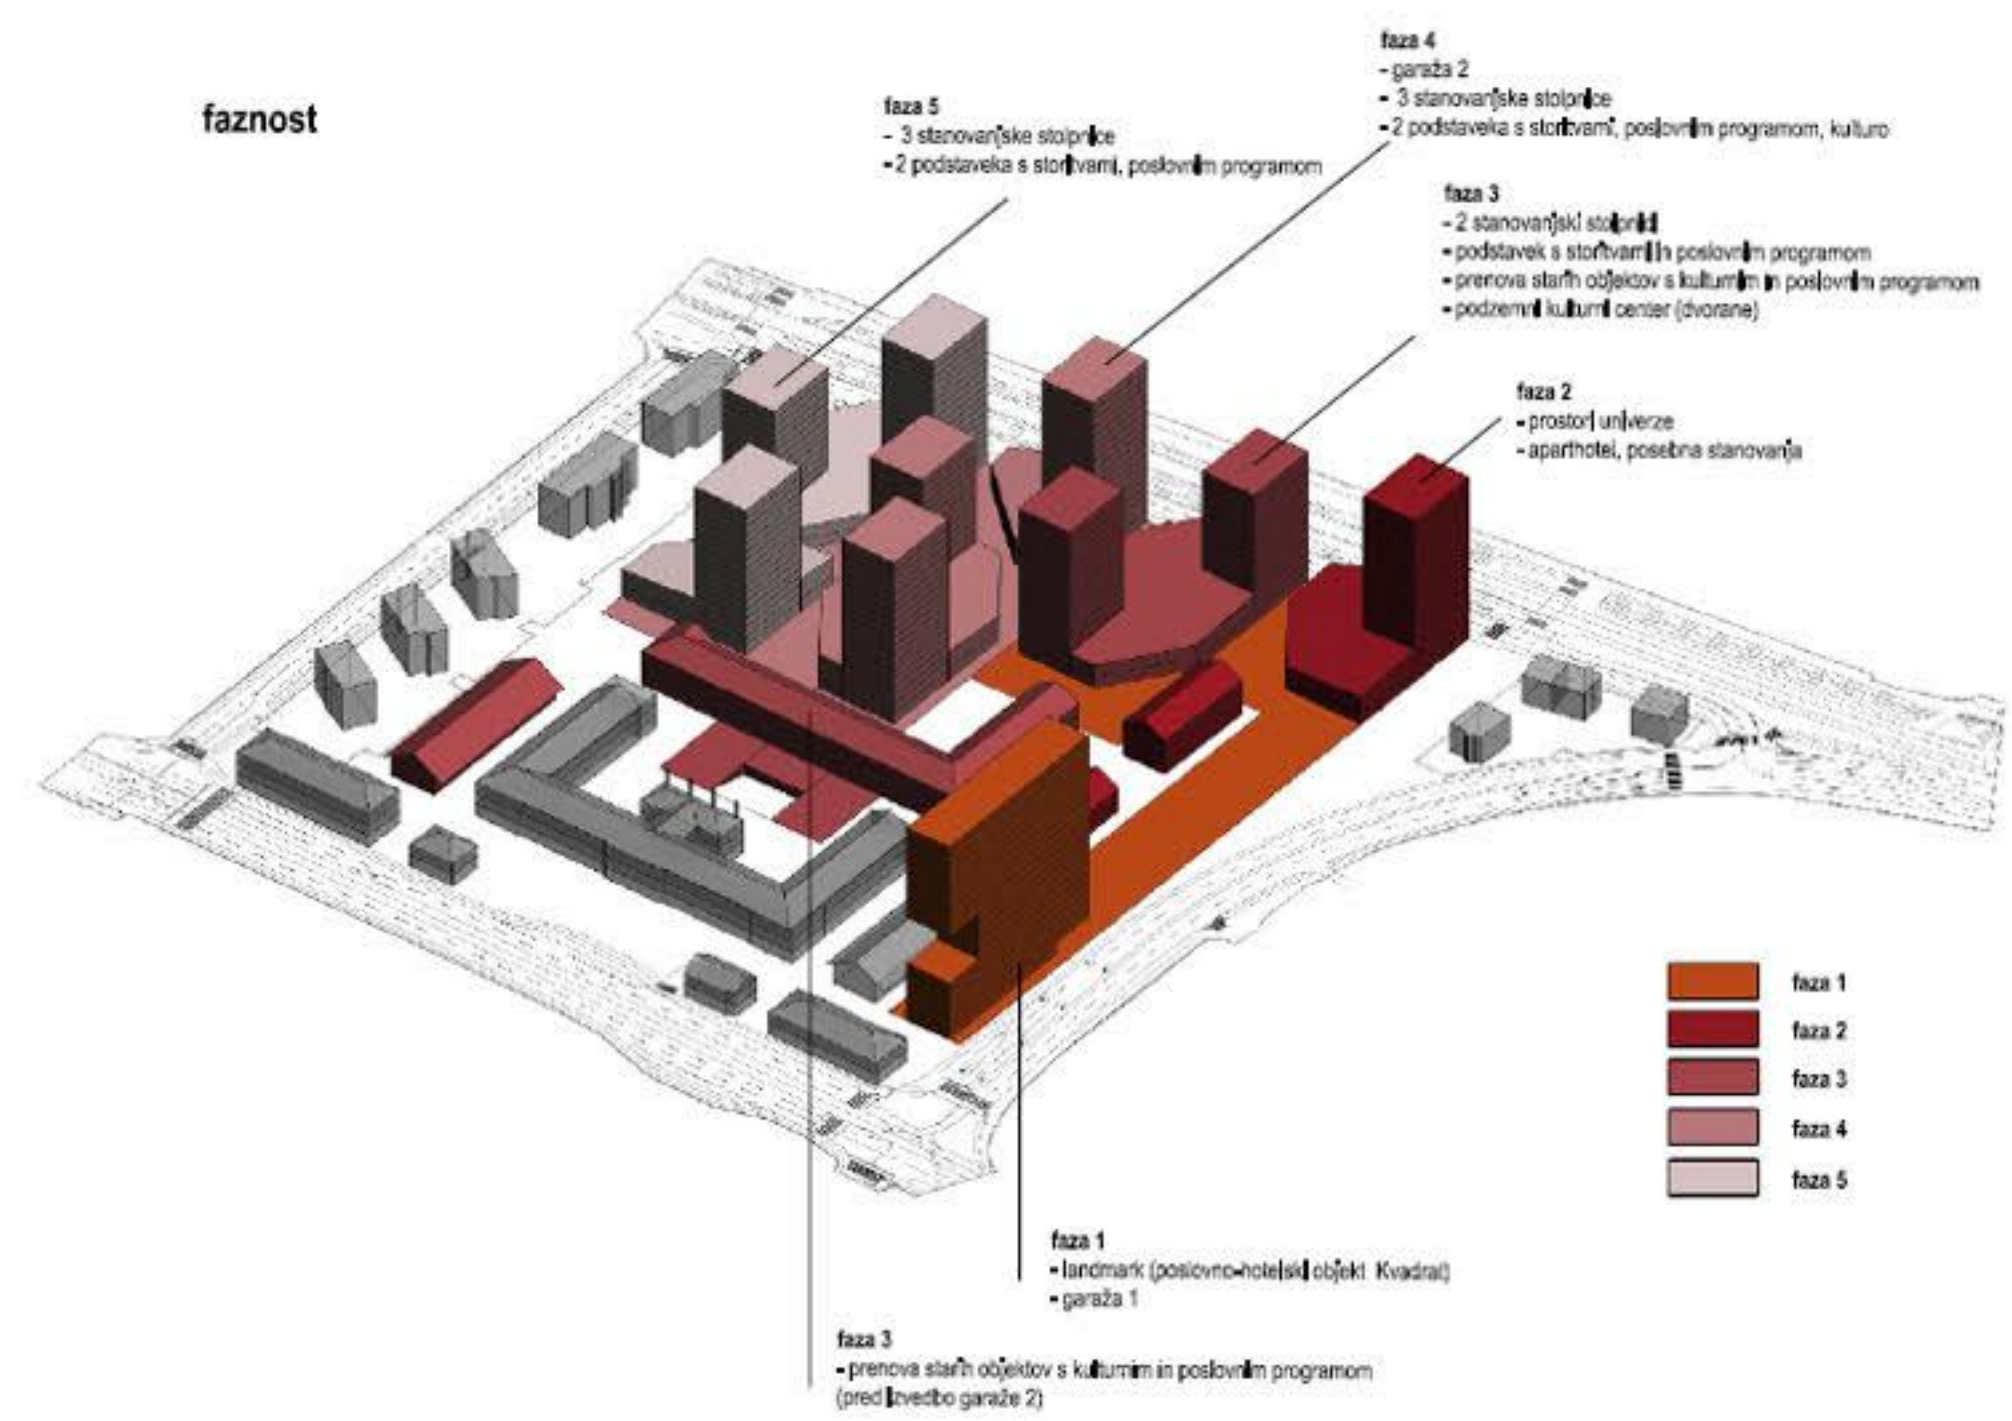 faznost
faza 5
- 3 stanovanjske stolpnice
- 2 podstaveka s storitvami, poslovnim programom
faza 4
- garaža 2
- 3 stanovanjske stolpnice
- 2 podstaveka s storitvami, poslovnim programom, kulturo
faza 3
- 2 stanovanjski stolpnici
- podstavek s storitvami in poslovnim programom
- prenova starih objektov s kulturnim in poslovnim programom
- podzemni kulturni center (dvorane)
faza 2
- prostori univerze
- aparthotel, posebna stanovanja
faza 1
faza 2
faza 3
faza 4
faza 5
faza 1
- landmark (poslovno-hotelski objekt Kvadrat)
- garaža 1
faza 3
- prenova starih objektov s kulturnim in poslovnim programom
(pred izvedbo garaže 2)